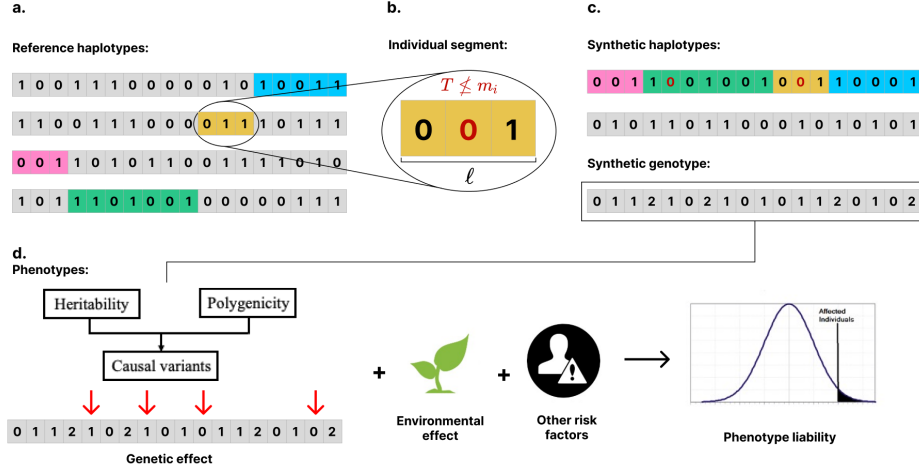 a.
Reference haplotypes:
1 0 0 1 1 1 0 0 0 0 0 1 0 1 0 0 1 1
1 1 0 0 1 1 1 0 0 0 0 1 1 1 0 1 1 1
0 0 1 1 1 0 1 0 1 1 0 0 1 1 1 0 1 0
1 0 1 1 1 0 1 0 0 1 0 0 0 0 0 1 1 1
b.
Individual segment:
T ≰ mᵢ
0 0 1
ℓ
c.
Synthetic haplotypes:
0 0 1 1 0 0 1 0 0 1 0 0 1 1 0 0 0 1
0 1 0 1 1 0 1 1 0 0 0 1 0 1 0 1 0 1
Synthetic genotype:
0 1 1 2 1 0 2 1 0 1 0 1 1 2 0 1 0 2
d.
Phenotypes:
Heritability
Polygenicity
Causal variants
0 1 1 2 1 0 2 1 0 1 0 1 1 2 0 1 0 2
Genetic effect
+
Environmental
effect
+
!
Other risk
factors
Affected
Individuals
Phenotype liability